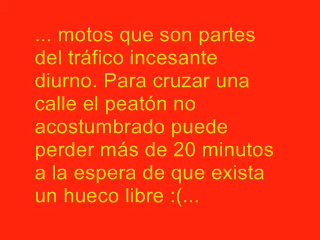 ... motos que son partes
del tráfico incesante
diurno. Para cruzar una
calle el peatón no
acostumbrado puede
perder más de 20 minutos
a la espera de que exista
un hueco libre :(...